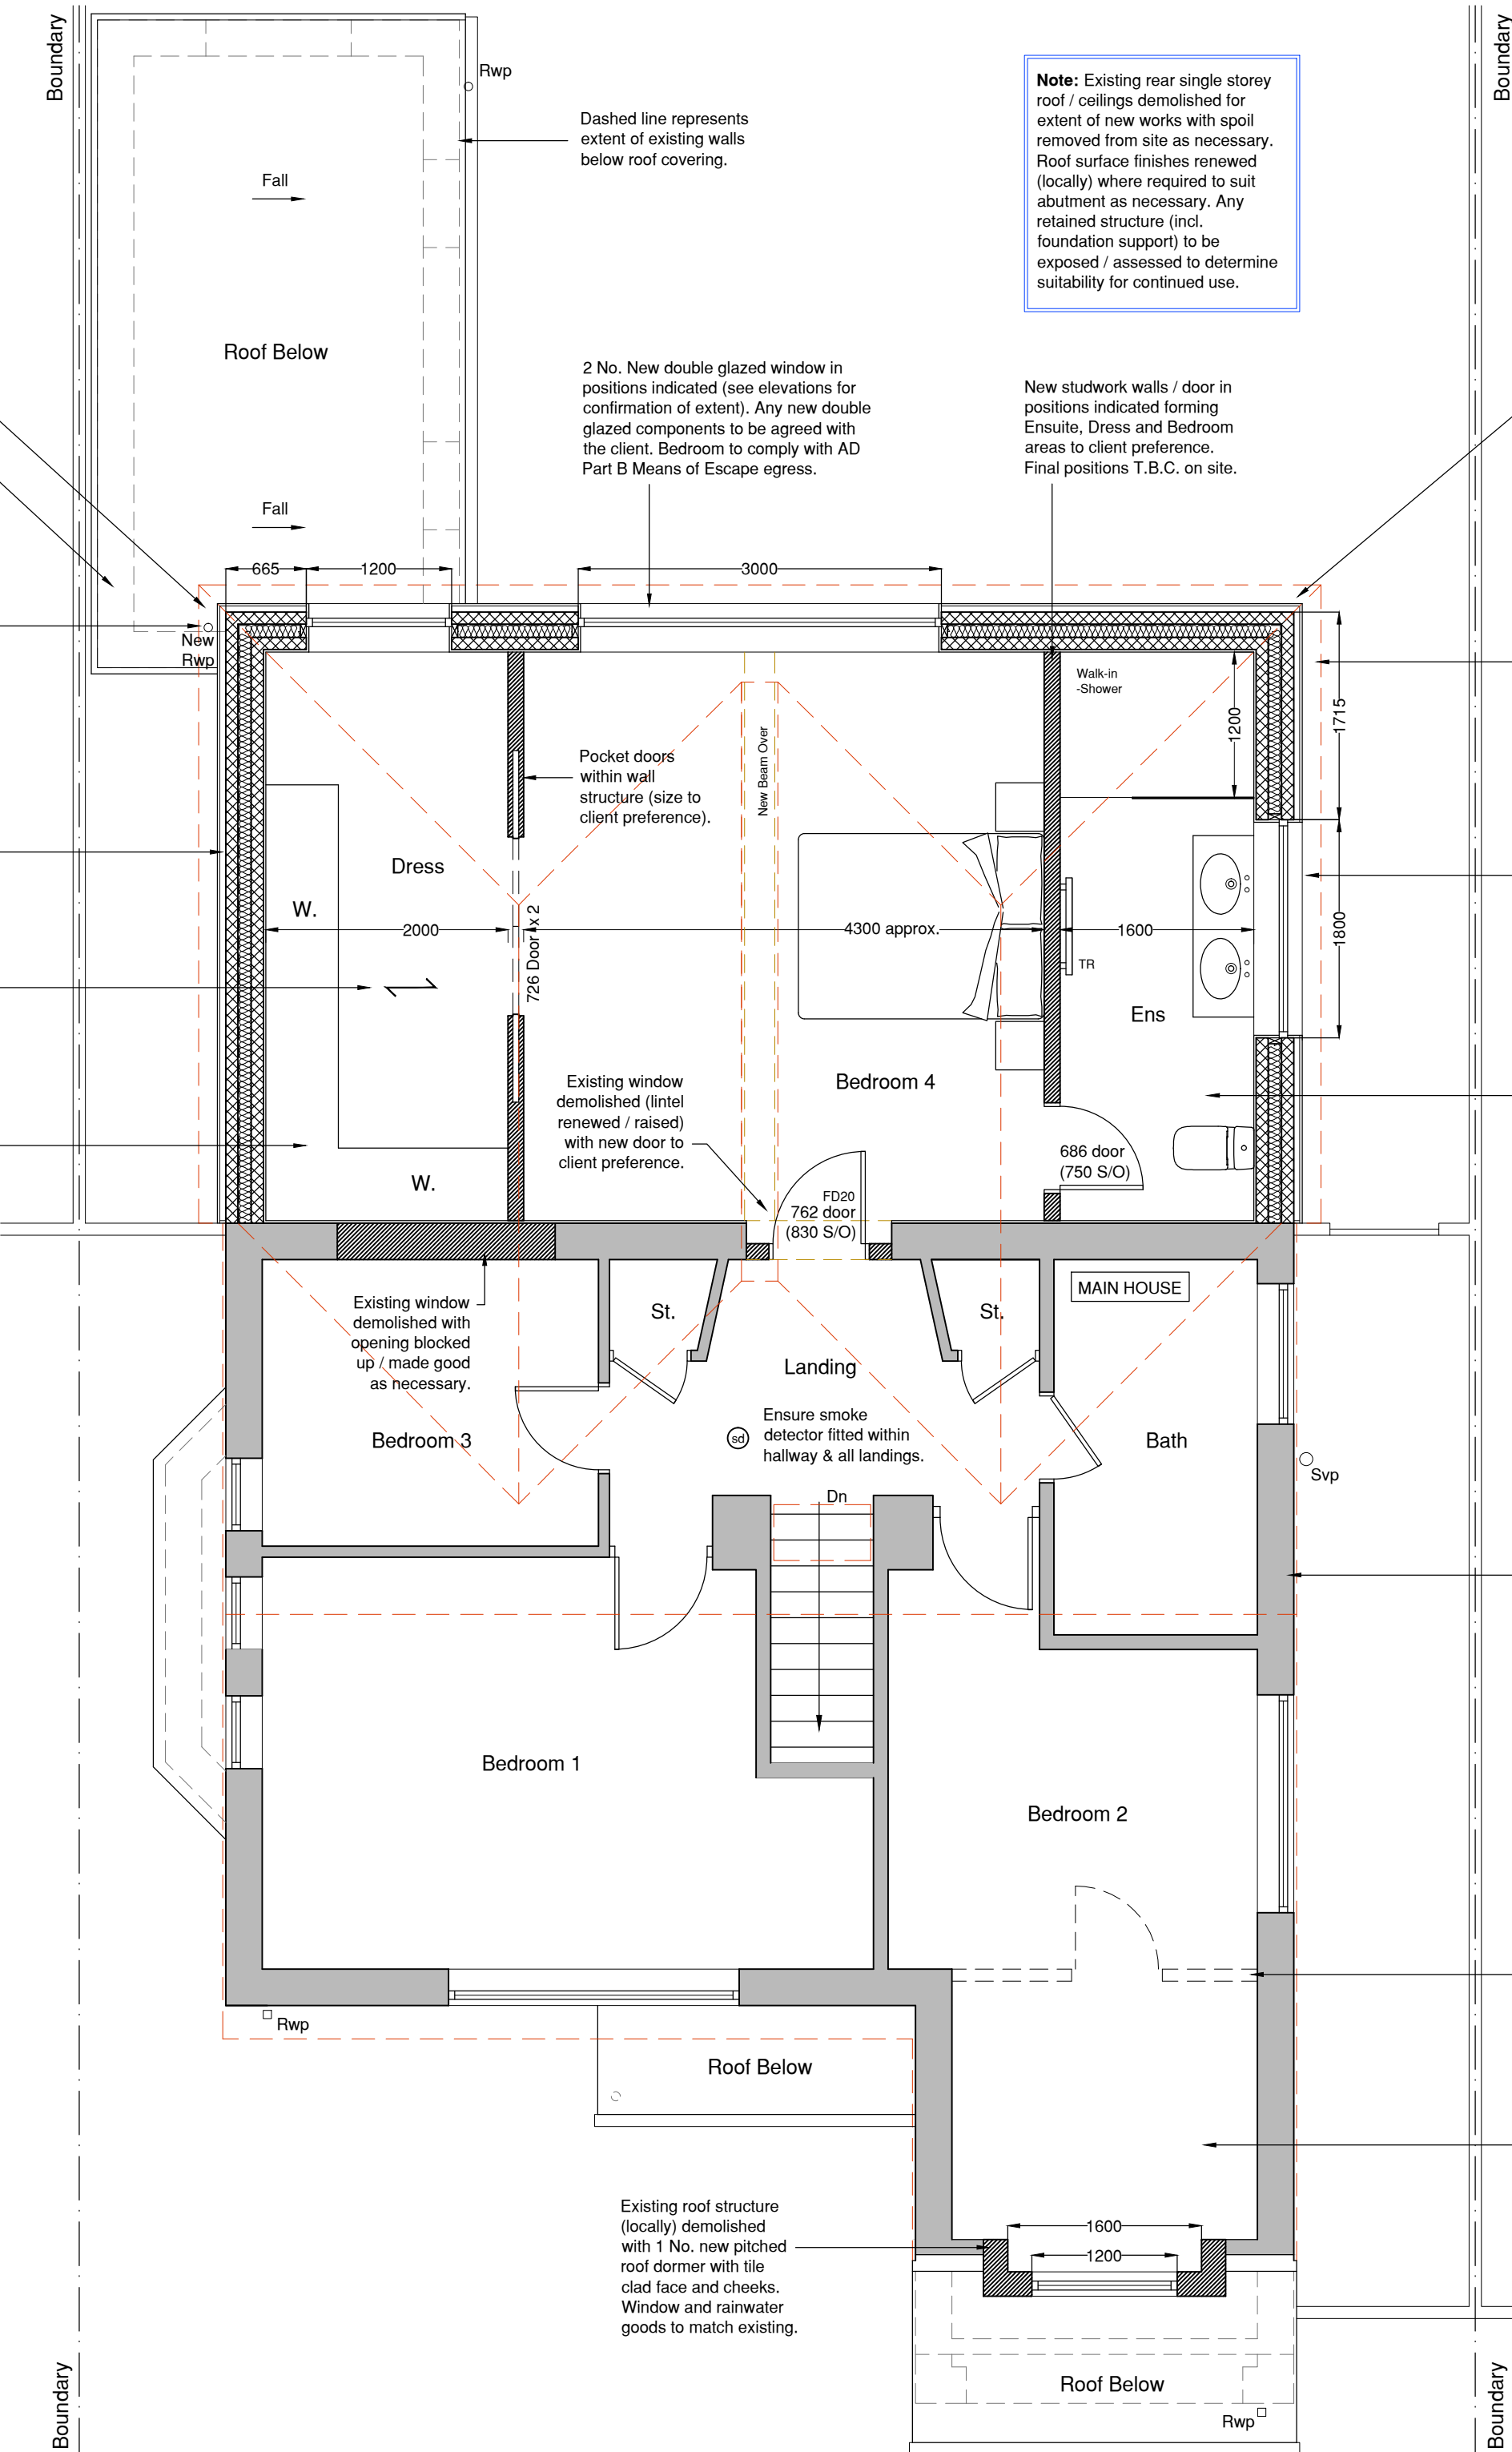 Boundary
Boundary
Rwp
Dashed line represents
extent of existing walls
below roof covering.
Note: Existing rear single storey
roof / ceilings demolished for
extent of new works with spoil
removed from site as necessary.
Roof surface finishes renewed
(locally) where required to suit
abutment as necessary. Any
retained structure (incl.
foundation support) to be
exposed / assessed to determine
suitability for continued use.
Fall
Roof Below
2 No. New double glazed window in
positions indicated (see elevations for
confirmation of extent). Any new double
glazed components to be agreed with
the client. Bedroom to comply with AD
Part B Means of Escape egress.
New studwork walls / door in
positions indicated forming
Ensuite, Dress and Bedroom
areas to client preference.
Final positions T.B.C. on site.
Fall
665
1200
3000
New
Rwp
Walk-in
-Shower
1200
1715
New Beam Over
Pocket doors
within wall
structure (size to
client preference).
Dress
W.
2000
726 Door x 2
4300 approx.
1600
1800
TR
Ens
Bedroom 4
Existing window
demolished (lintel
renewed / raised)
with new door to
client preference.
686 door
(750 S/O)
W.
FD20
762 door
(830 S/O)
MAIN HOUSE
Existing window
demolished with
opening blocked
up / made good
as necessary.
St.
St.
Landing
Ensure smoke
detector fitted within
hallway & all landings.
sd
Bedroom 3
Bath
Svp
Dn
Bedroom 1
Bedroom 2
Rwp
Roof Below
Existing roof structure
(locally) demolished
with 1 No. new pitched
roof dormer with tile
clad face and cheeks.
Window and rainwater
goods to match existing.
1600
1200
Roof Below
Rwp
Boundary
Boundary